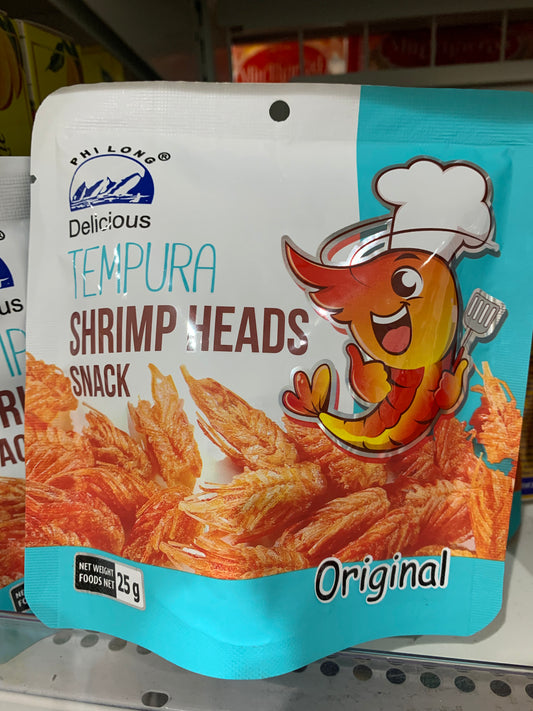 PHI LONG®
Delicious
TEMPURA
SHRIMP HEADS
SNACK
NET WEIGHT
FOODS NET
25g
Original